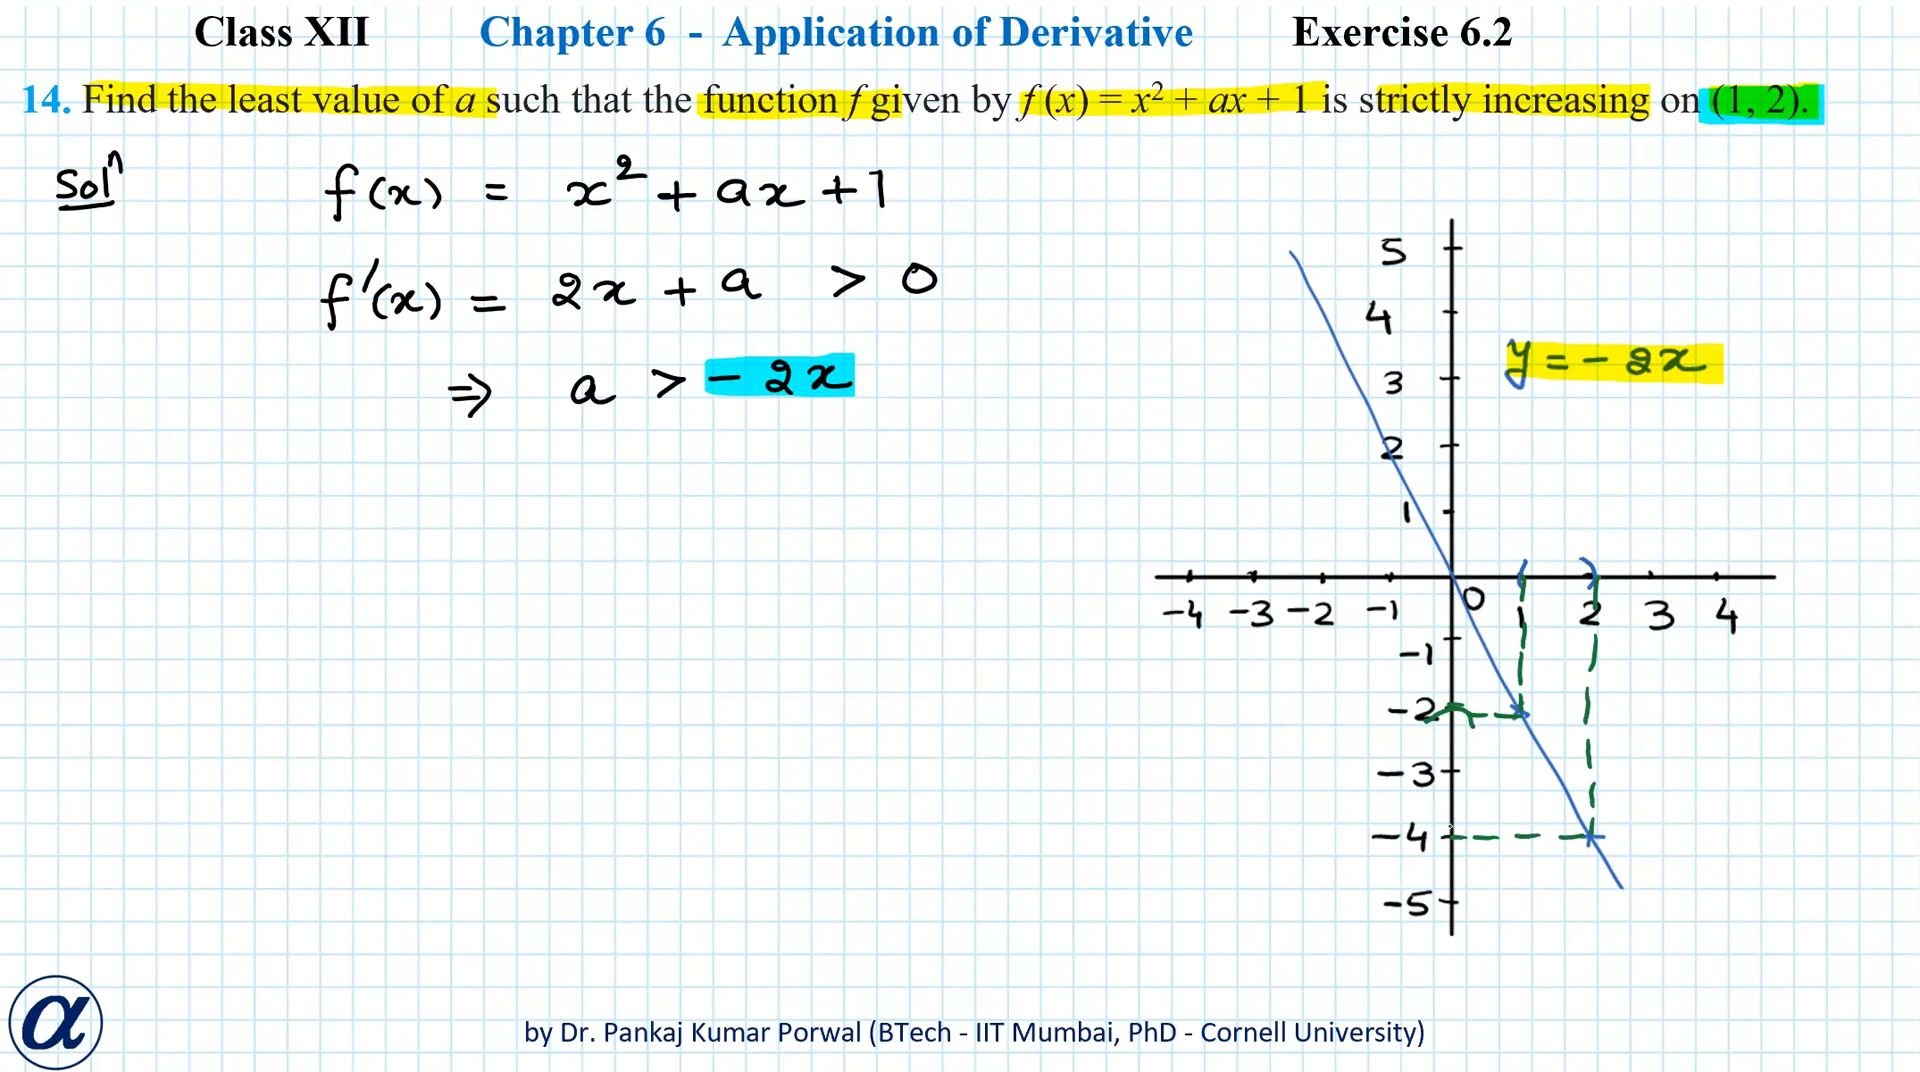 Class XII Chapter 6 - Application of Derivative Exercise 6.2
14. Find the least value of a such that the function f given by f (x) = x² + ax + 1 is strictly increasing on (1, 2).
Solⁿ
f(x) = x² + ax + 1
f'(x) = 2x + a > 0
⇒ a > - 2x
y = - 2x
5
4
3
2
1
-4 -3 -2 -1 0 1 2 3 4
-1
-2
-3
-4
-5
α
by Dr. Pankaj Kumar Porwal (BTech - IIT Mumbai, PhD - Cornell University)